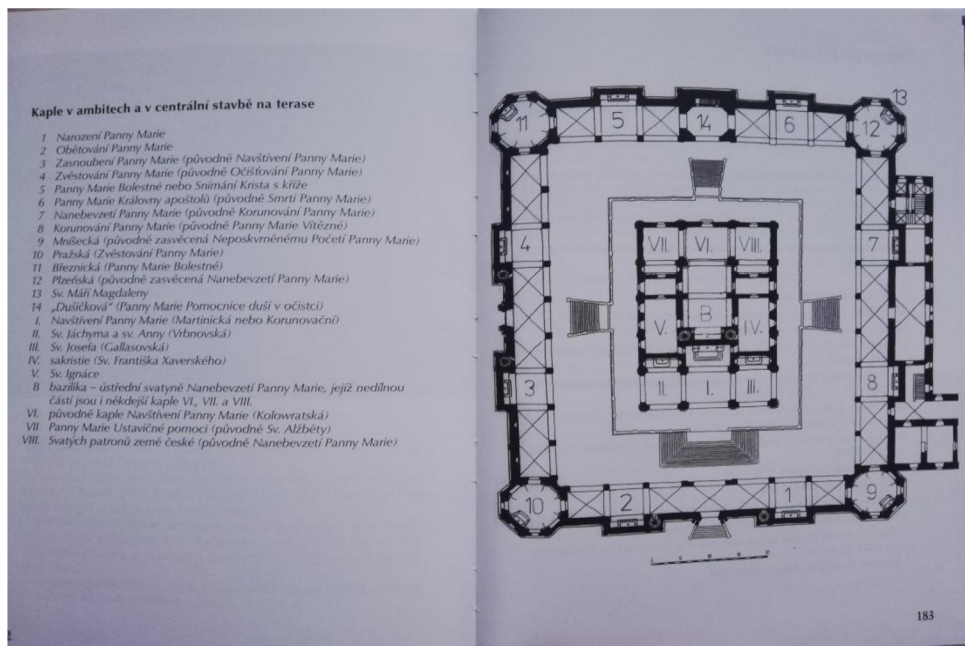 Kaple v ambitech a v centrální stavbě na terase
1 Narození Panny Marie
2 Obětování Panny Marie
3 Zasnoubení Panny Marie (původně Navštívení Panny Marie)
4 Zvěstování Panny Marie (původně Očišťování Panny Marie)
5 Panny Marie Bolestné nebo Snímání Krista s kříže
6 Panny Marie Královny apoštolů (původně Smrti Panny Marie)
7 Nanebevzetí Panny Marie (původně Korunování Panny Marie)
8 Korunování Panny Marie (původně Panny Marie Vítězné)
9 Mníšecká (původně zasvěcená Neposkvrněnému Početí Panny Marie)
10 Pražská (Zvěstování Panny Marie)
11 Březnická (Panny Marie Bolestné)
12 Plzeňská (původně zasvěcená Nanebevzetí Panny Marie)
13 Sv. Máří Magdaleny
14 „Dušičková“ (Panny Marie Pomocnice duší v očistci)
I. Navštívení Panny Marie (Martinická nebo Korunovační)
II. Sv. Jáchyma a sv. Anny (Vrbnovská)
III. Sv. Josefa (Gallasovská)
IV. sakristie (Sv. Františka Xaverského)
V. Sv. Ignáce
B bazilika – ústřední svatyně Nanebevzetí Panny Marie, jejíž nedílnou
částí jsou i někdejší kaple VI., VII. a VIII.
VI. původně kaple Navštívení Panny Marie (Kolowratská)
VII Panny Marie Ustavičné pomoci (původně Sv. Alžběty)
VIII. Svatých patronů země české (původně Nanebevzetí Panny Marie)
13
11 5 14 6 12
4 VII. VI. VIII. 7
V. B IV.
3 II. I. III. 8
10 2 1 9
183